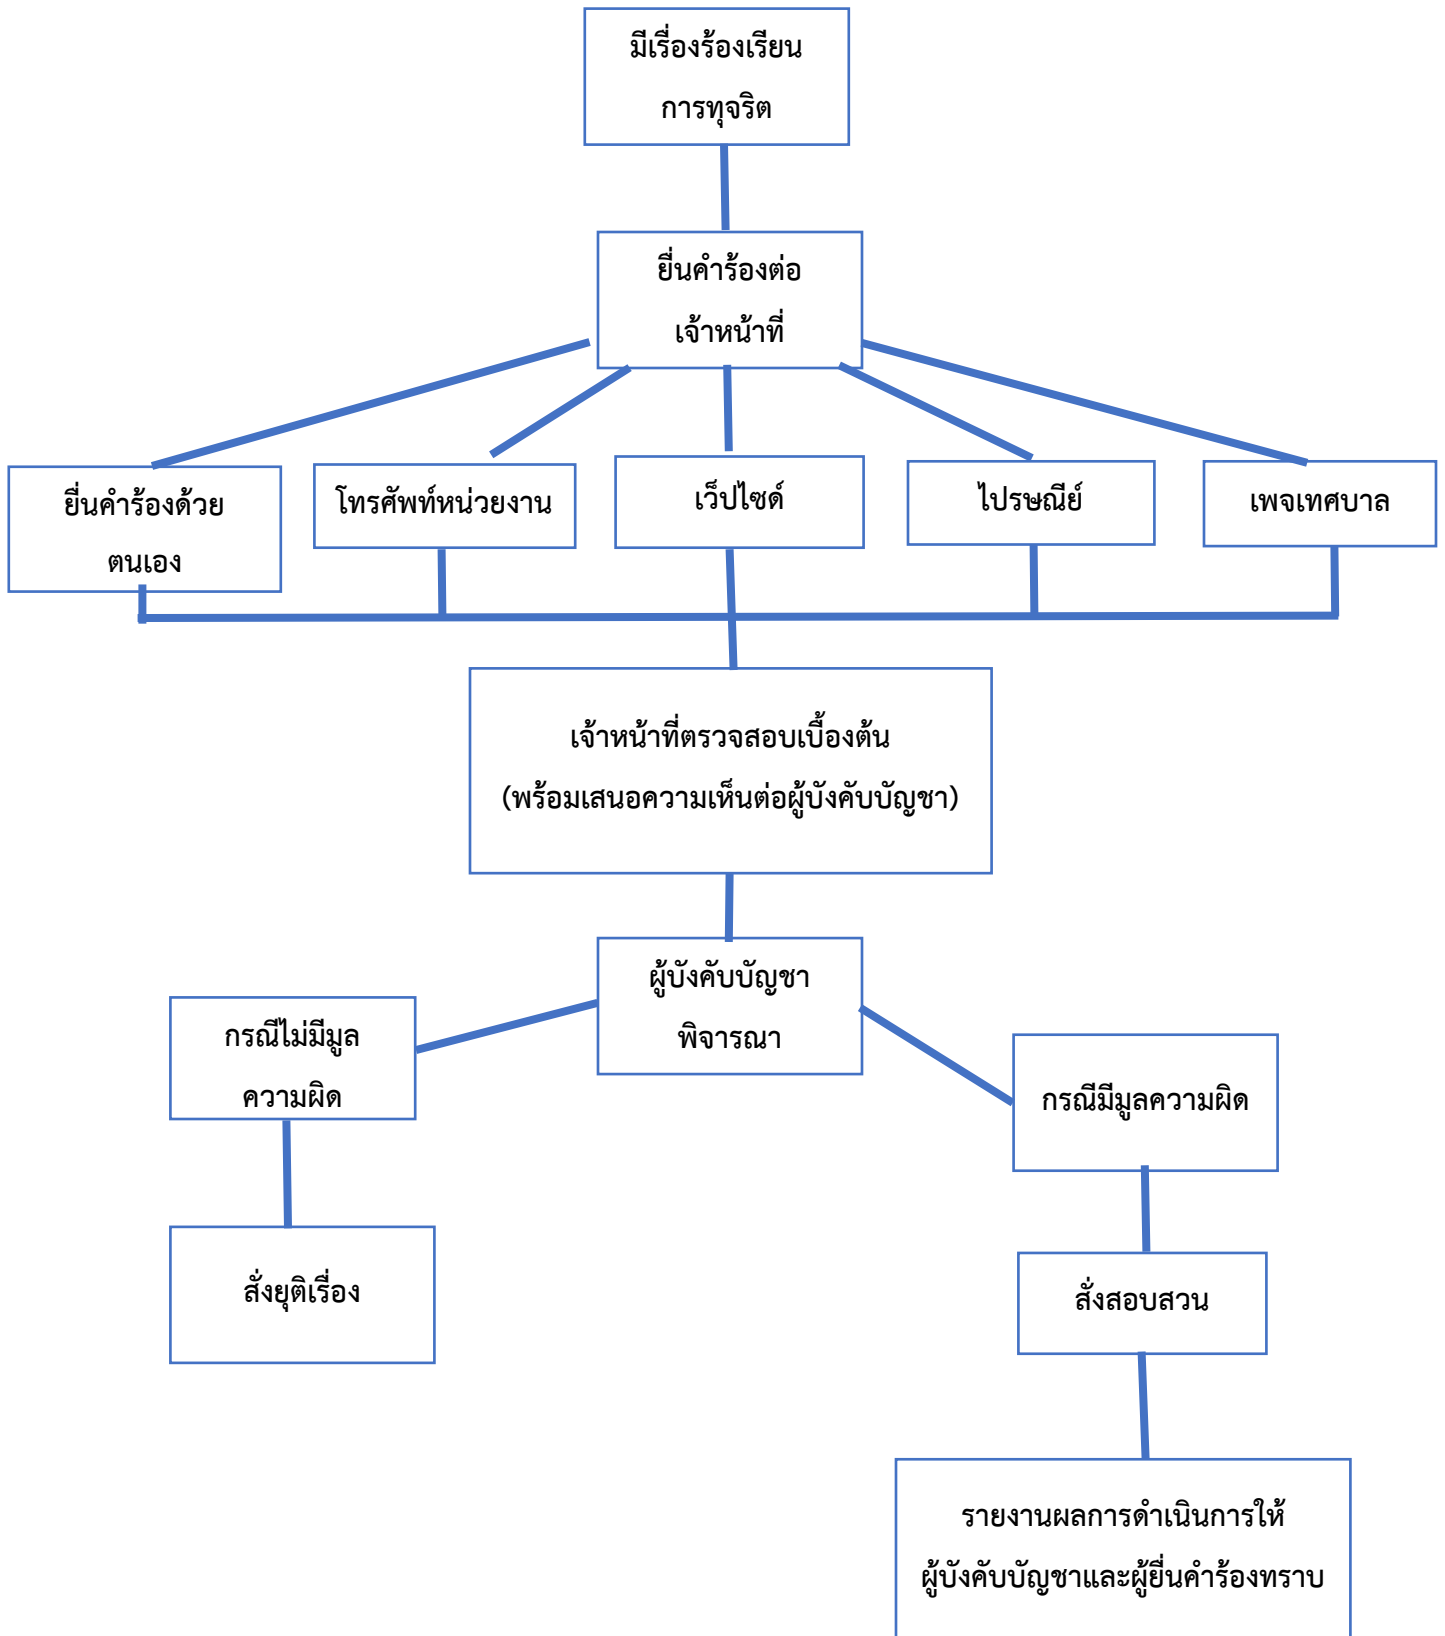 มีเรื่องร้องเรียน
การทุจริต
ยื่นคำร้องต่อ
เจ้าหน้าที่
ยื่นคำร้องด้วย
ตนเอง
โทรศัพท์หน่วยงาน
เว็ปไซด์
ไปรษณีย์
เพจเทศบาล
เจ้าหน้าที่ตรวจสอบเบื้องต้น
(พร้อมเสนอความเห็นต่อผู้บังคับบัญชา)
ผู้บังคับบัญชา
พิจารณา
กรณีไม่มีมูล
ความผิด
กรณีมีมูลความผิด
สั่งยุติเรื่อง
สั่งสอบสวน
รายงานผลการดำเนินการให้
ผู้บังคับบัญชาและผู้ยื่นคำร้องทราบ